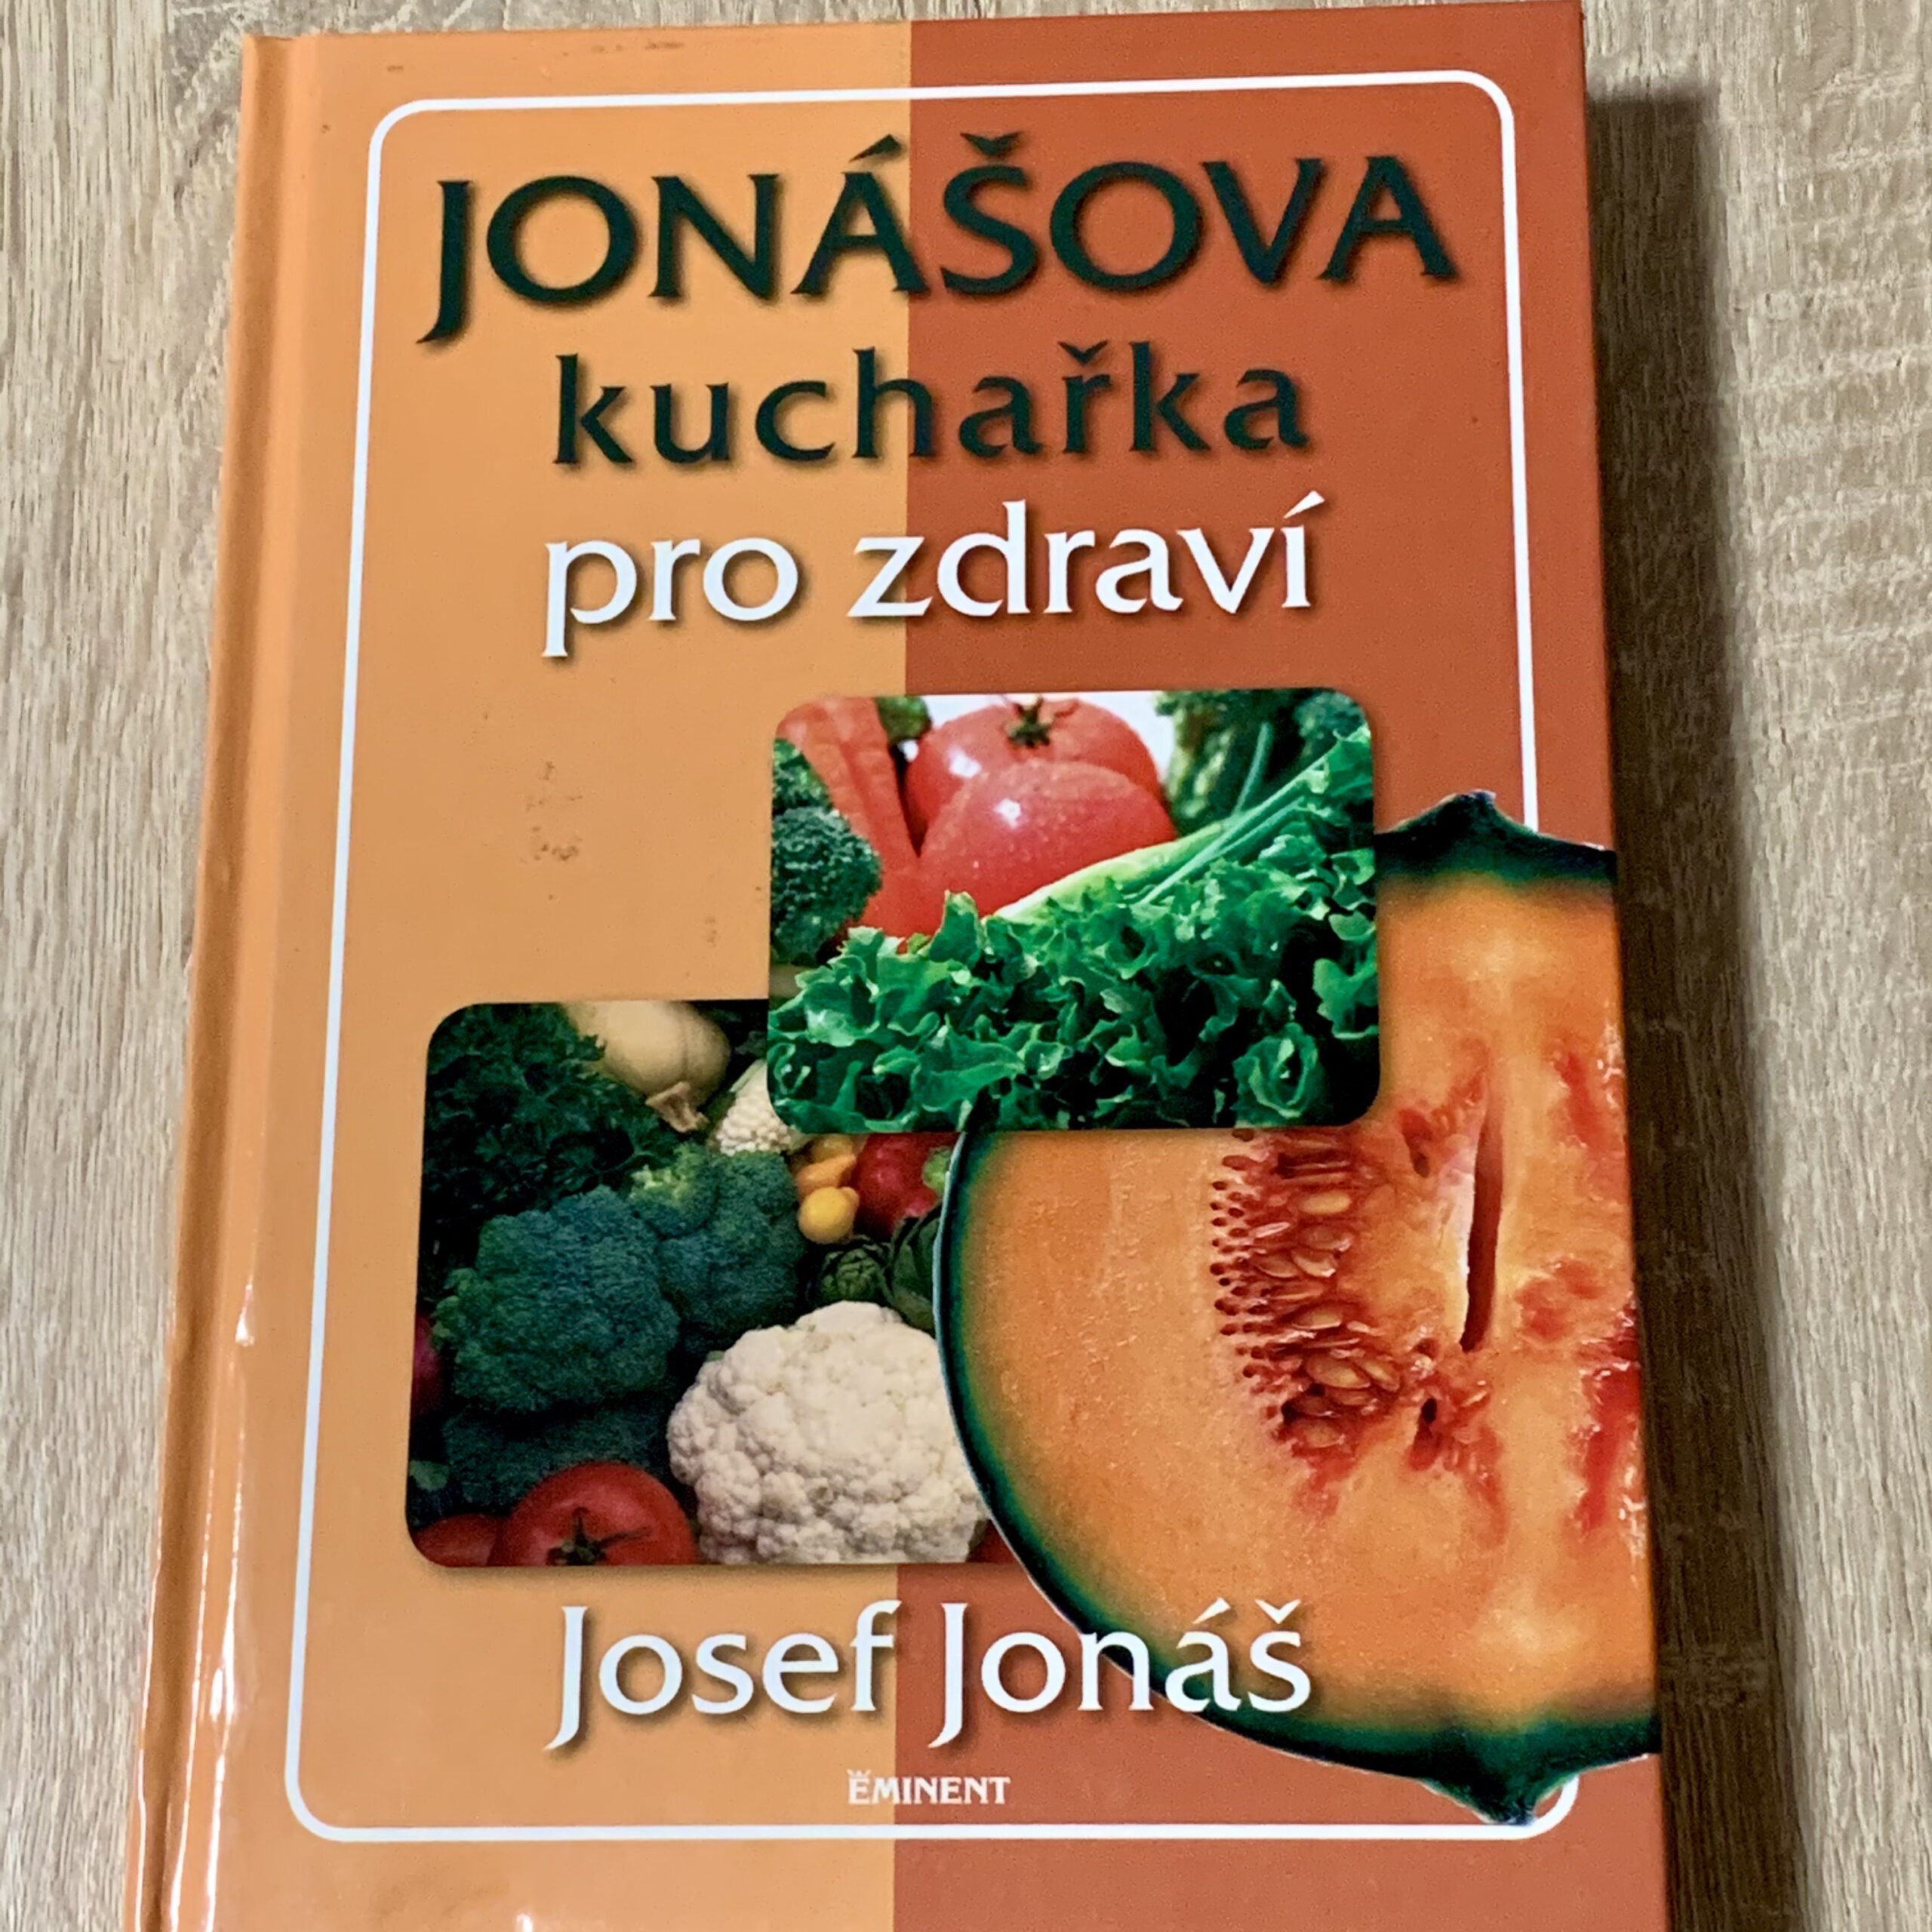 JONÁŠOVA
kuchařka
pro zdraví
Josef Jonáš
EMINENT